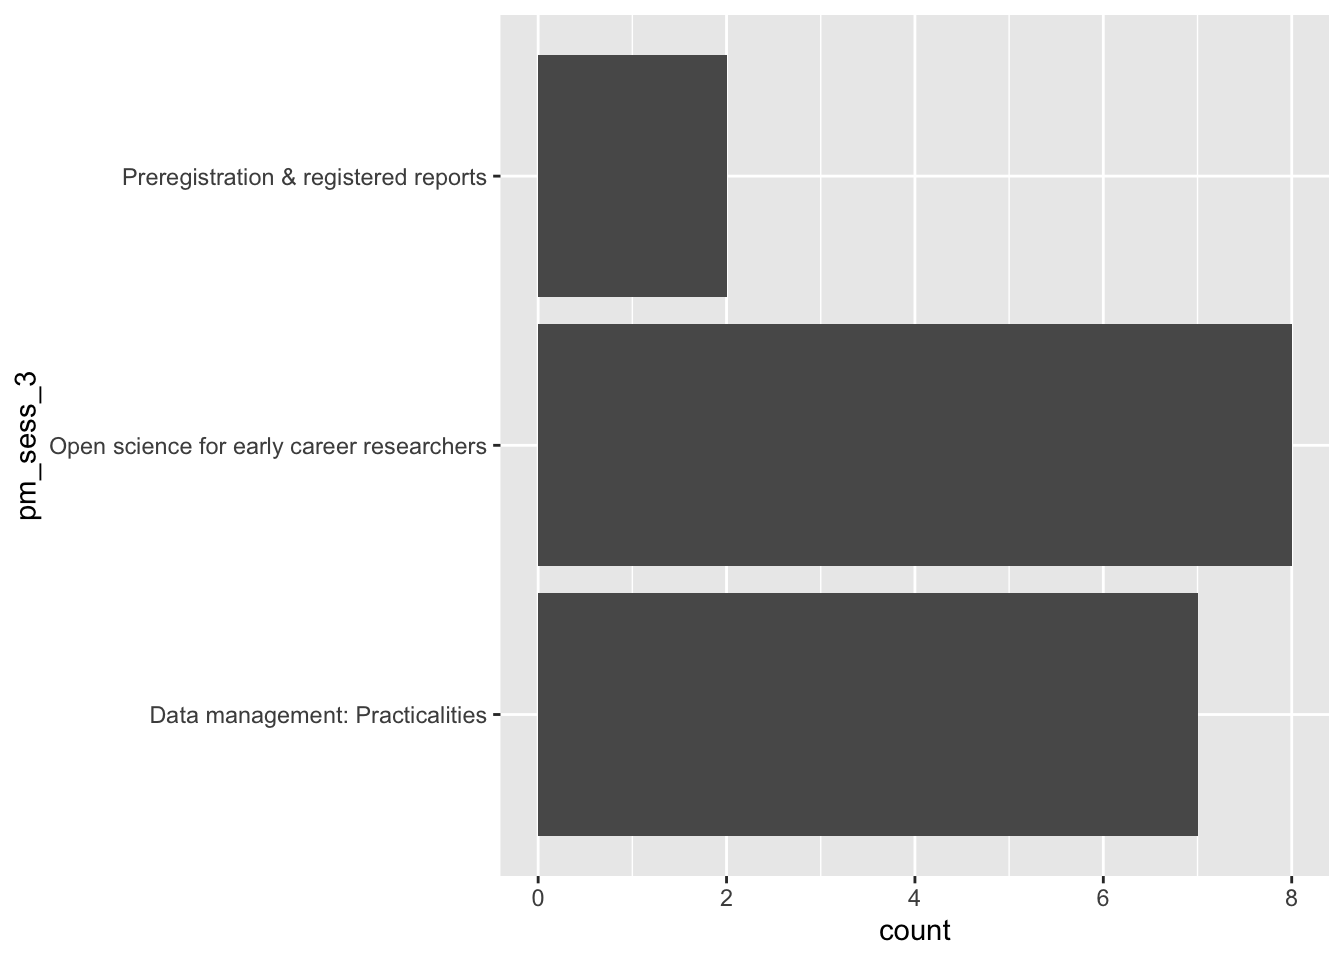 Preregistration & registered reports
Open science for early career researchers
Data management: Practicalities
pm_sess_3
0 2 4 6 8
count